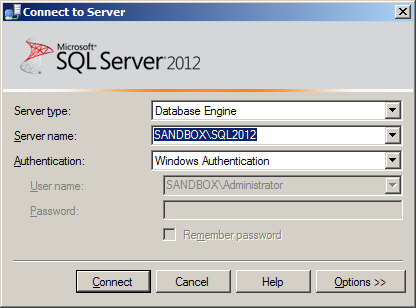 Connect to Server
Microsoft®
SQL Server® 2012
Server type: Database Engine
Server name: SANDBOX\SQL2012
Authentication: Windows Authentication
User name: SANDBOX\Administrator
Password:
Remember password
Connect Cancel Help Options >>